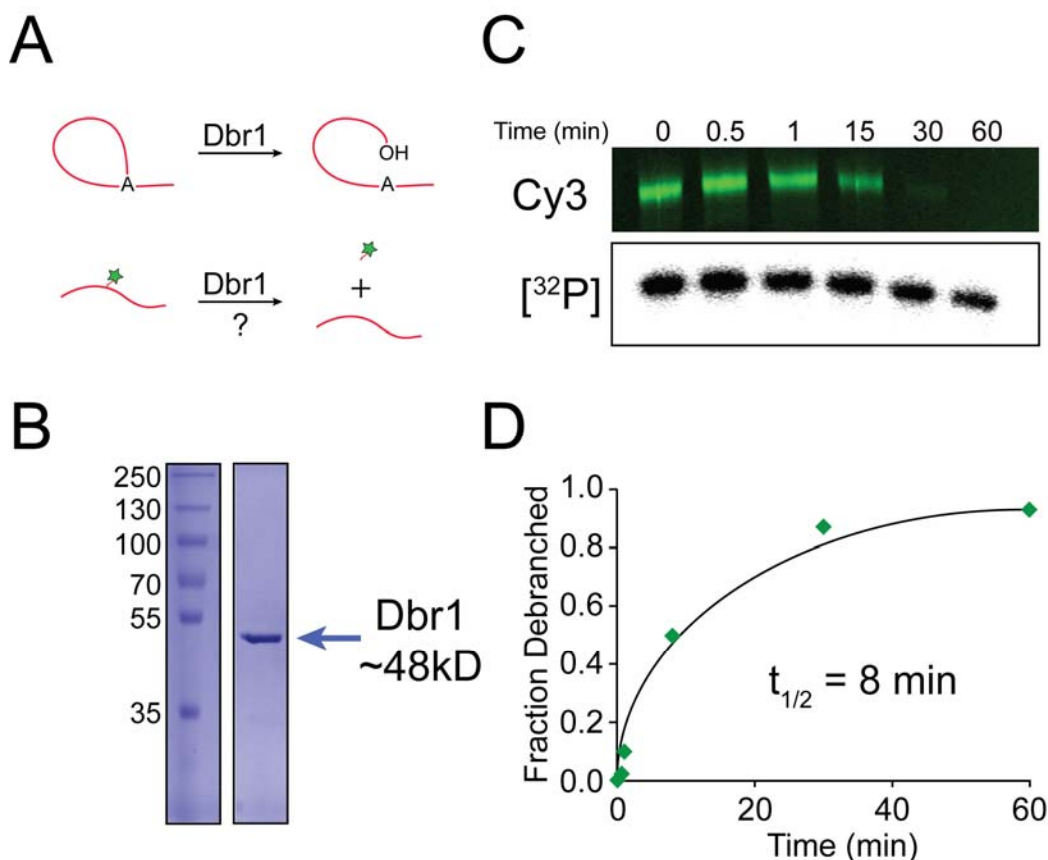 A
Dbr1
A
OH
A
Dbr1
?
+
B
250
130
100
70
55
35
Dbr1
~48kD
C
Time (min) 0 0.5 1 15 30 60
Cy3
[³²P]
D
Fraction Debranched
1.0
0.8
0.6
0.4
0.2
0.0
t1/2 = 8 min
0 20 40 60
Time (min)